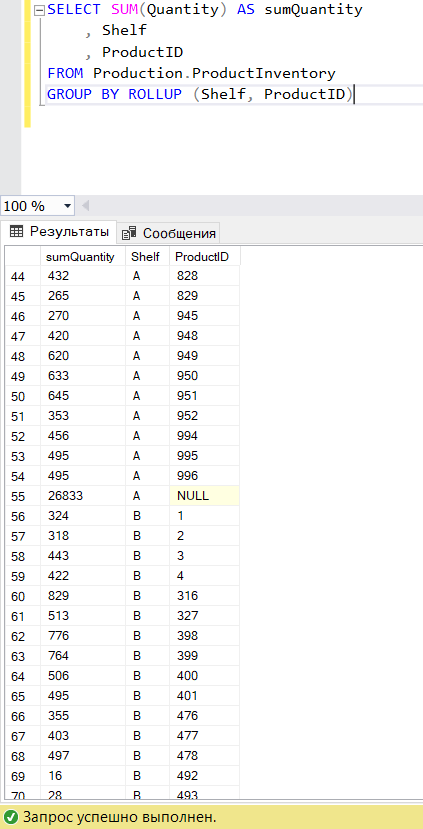 SELECT SUM(Quantity) AS sumQuantity
, Shelf
, ProductID
FROM Production.ProductInventory
GROUP BY ROLLUP (Shelf, ProductID)
100 %
Результаты Сообщения
sumQuantity Shelf ProductID
44 432 A 828
45 265 A 829
46 270 A 945
47 420 A 948
48 620 A 949
49 633 A 950
50 645 A 951
51 353 A 952
52 456 A 994
53 495 A 995
54 495 A 996
55 26833 A NULL
56 324 B 1
57 318 B 2
58 443 B 3
59 422 B 4
60 829 B 316
61 513 B 327
62 776 B 398
63 764 B 399
64 506 B 400
65 495 B 401
66 355 B 476
67 403 B 477
68 497 B 478
69 16 B 492
70 28 B 493
Запрос успешно выполнен.